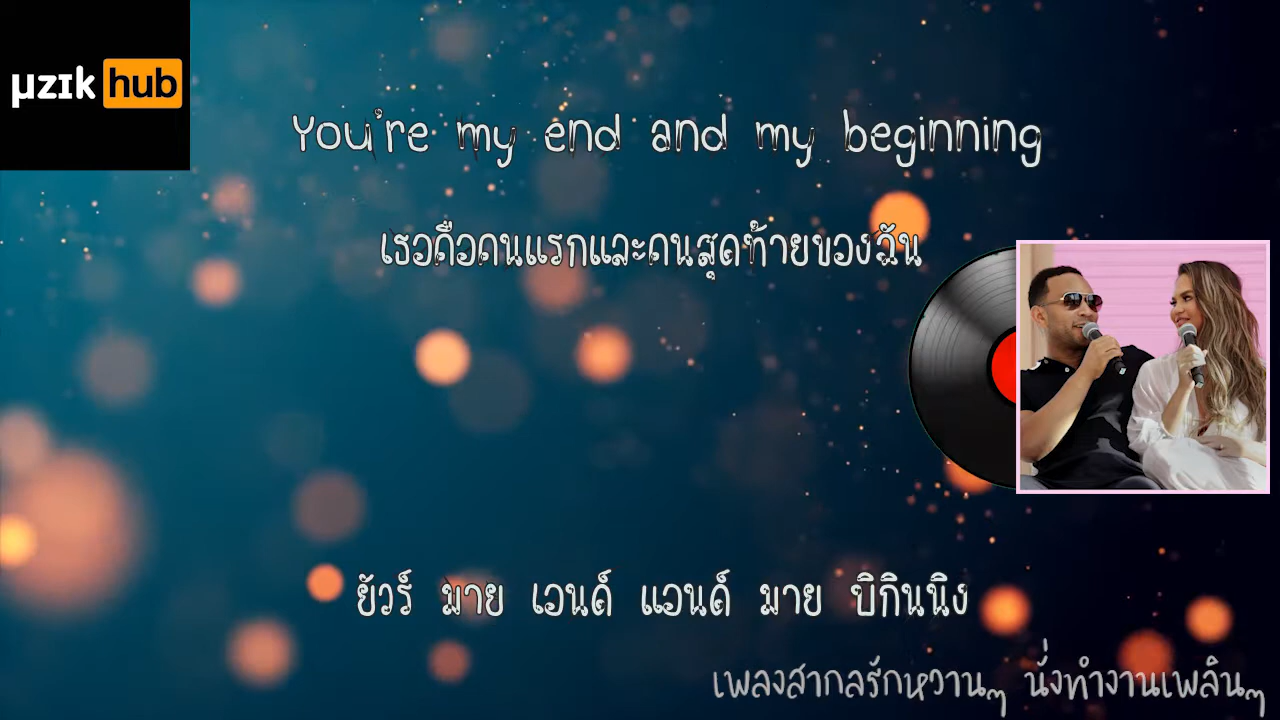 μzik hub
You're my end and my beginning
เธอคือคนแรกและคนสุดท้ายของฉัน
ยัวร์ มาย เอนด์ แอนด์ มาย บิกินนิง
เพลงสากลรักหวานๆ นั่งทำงานเพลินๆ